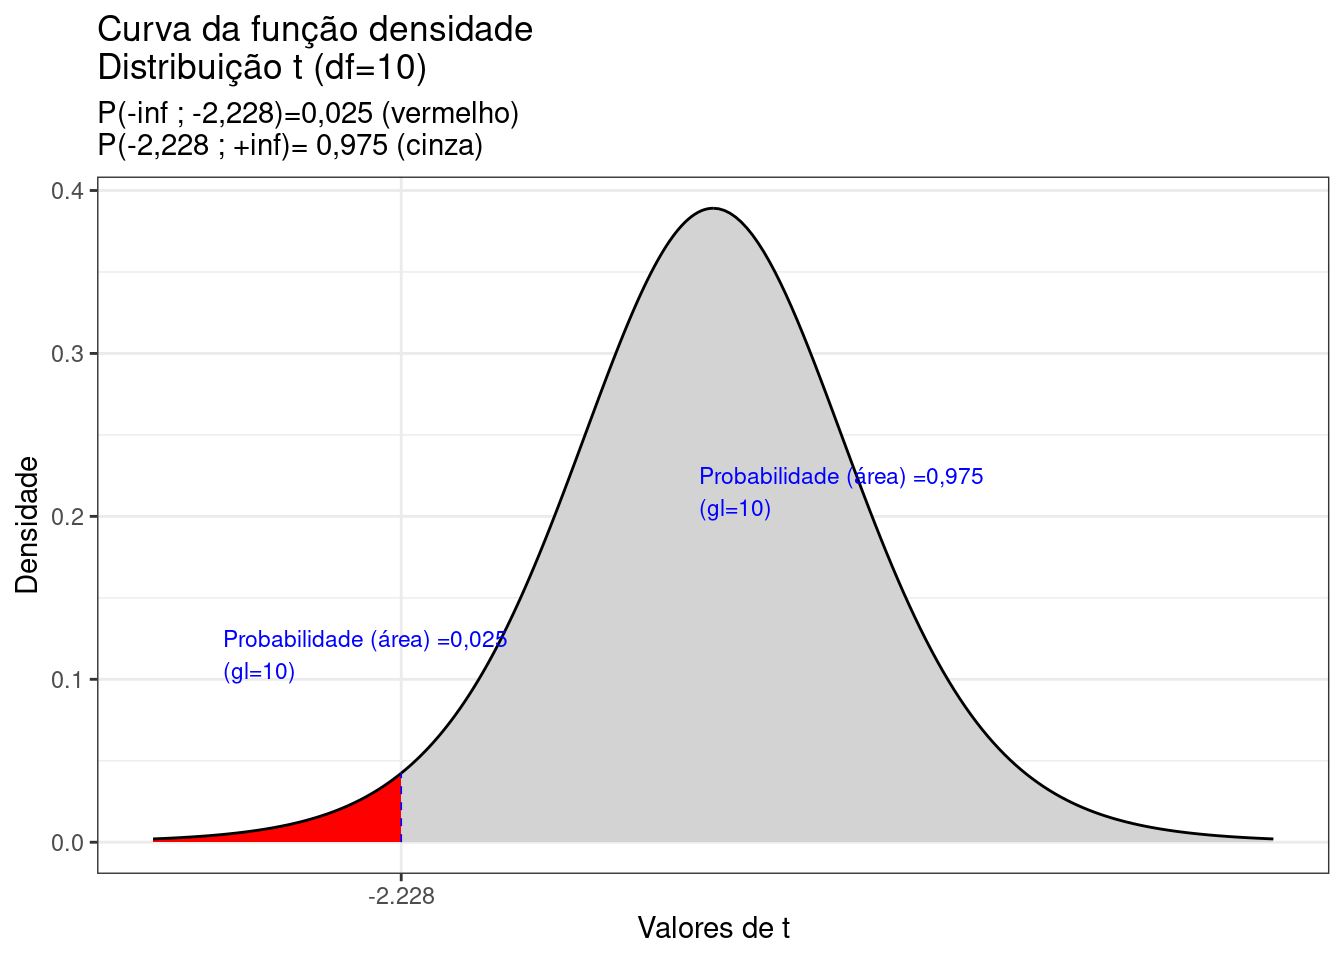 Curva da função densidade
Distribuição t (df=10)
P(-inf ; -2,228)=0,025 (vermelho)
P(-2,228 ; +inf)= 0,975 (cinza)
0.4
0.3
0.2
0.1
0.0
Densidade
Probabilidade (área) =0,975
(gl=10)
Probabilidade (área) =0,025
(gl=10)
-2.228
Valores de t